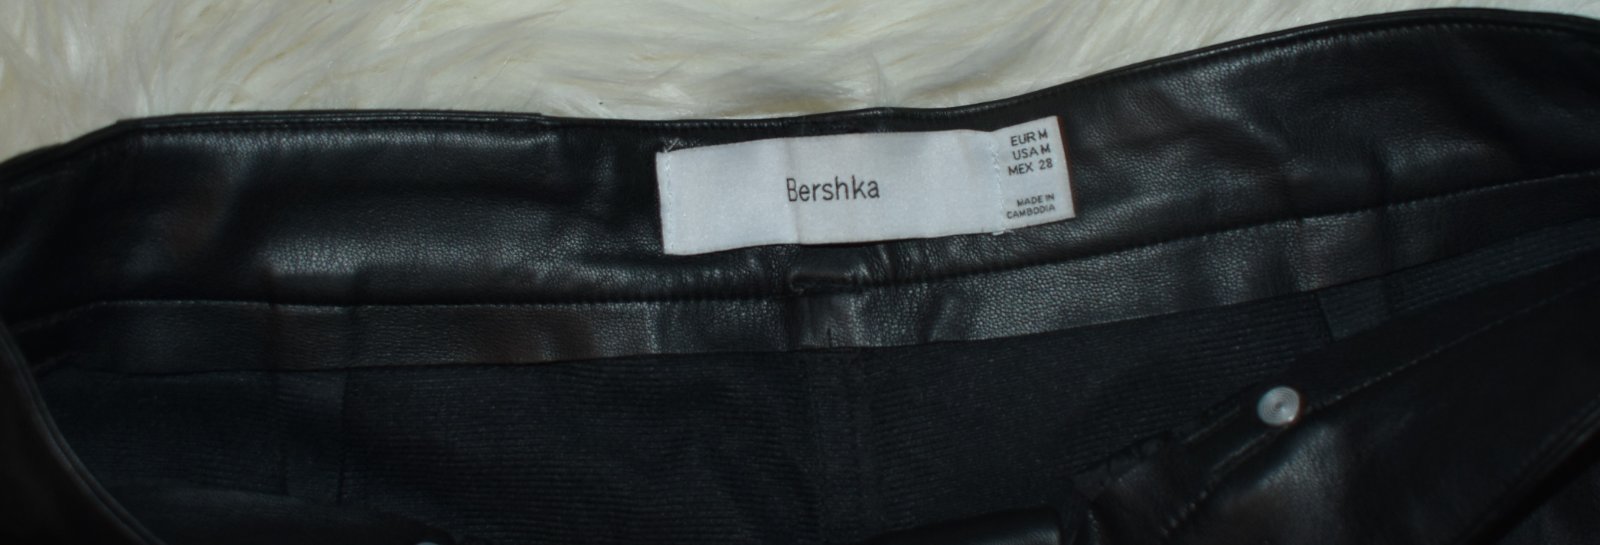 Bershka
EUR M
USA M
MEX 28
MADE IN
CAMBODIA